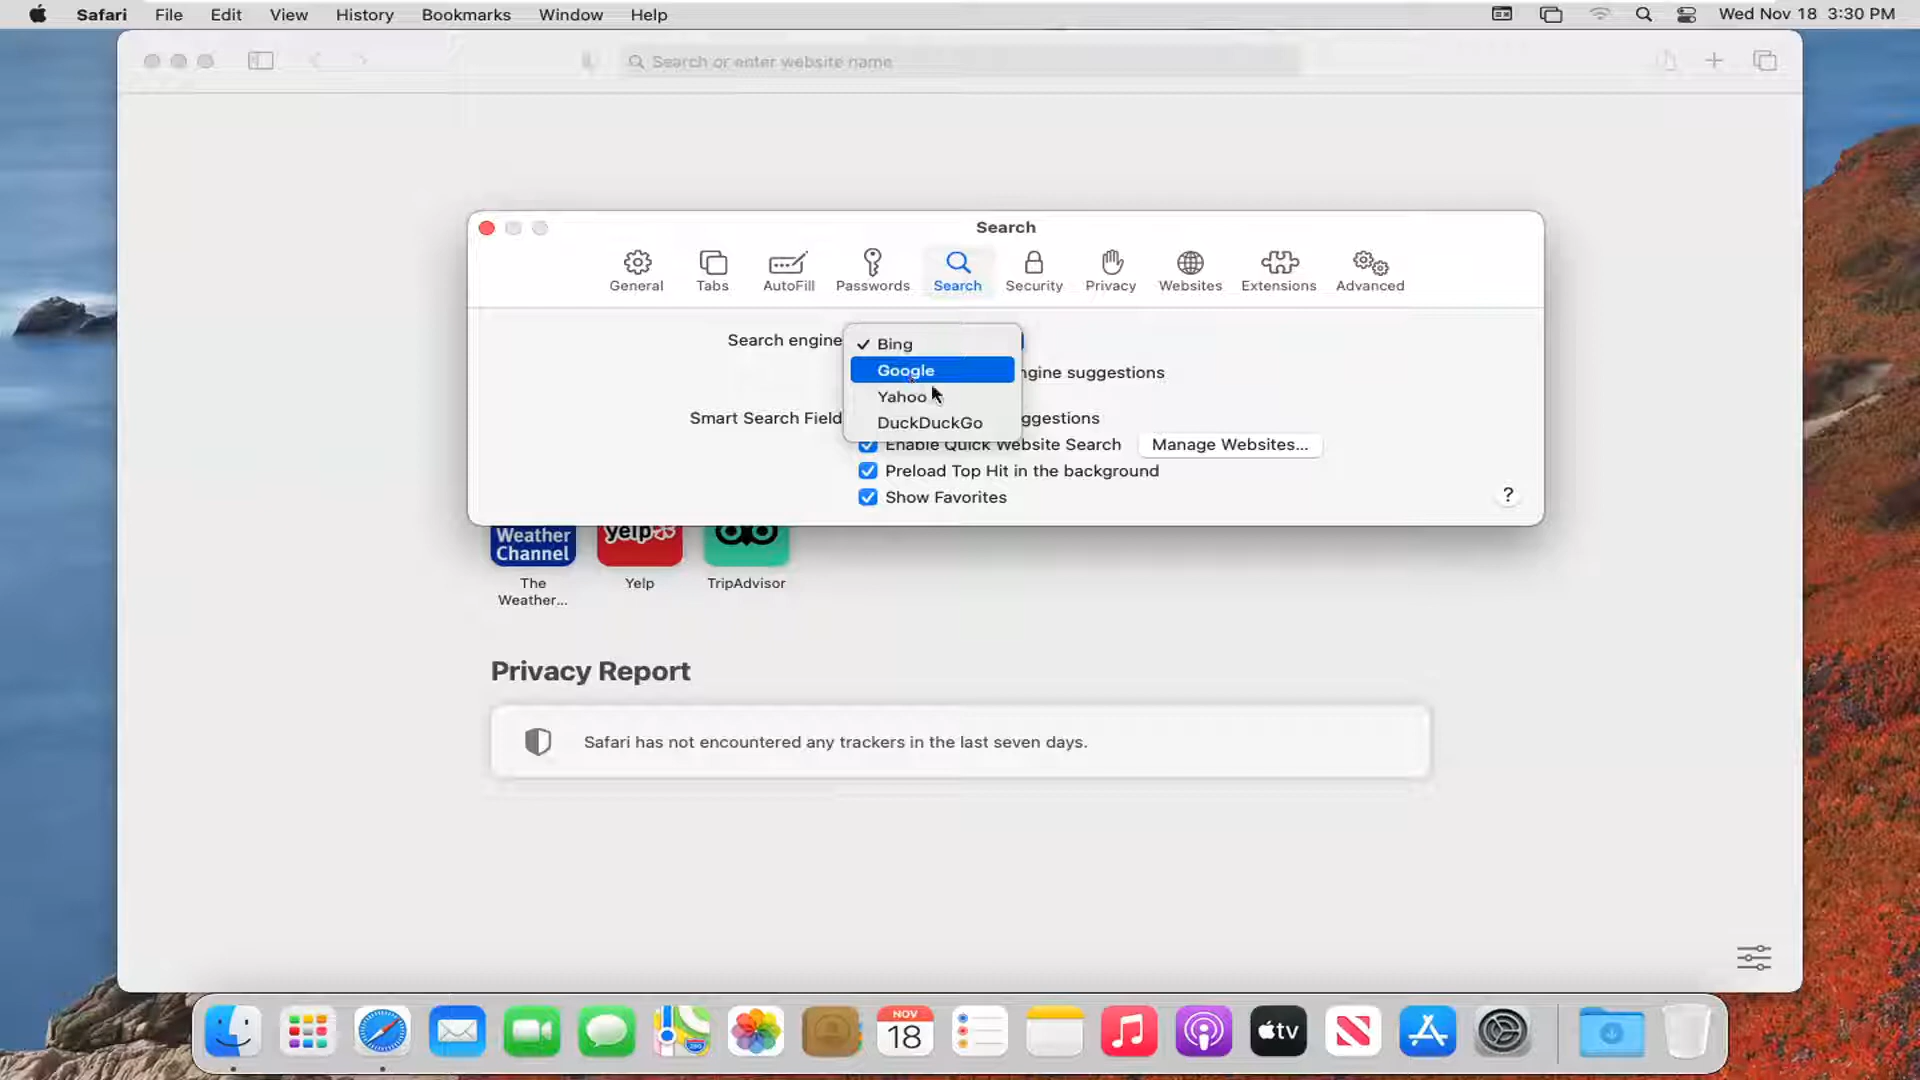 Safari File Edit View History Bookmarks Window Help Wed Nov 18 3:30 PM
Search or enter website name
Search
General Tabs AutoFill Passwords Search Security Privacy Websites Extensions Advanced
Search engine
Bing
Google
Yahoo
DuckDuckGo
ngine suggestions
Smart Search Field
ggestions
Enable Quick Website Search Manage Websites...
Preload Top Hit in the background
Show Favorites
?
Weather
Channel
yelp
The
Weather...
Yelp
TripAdvisor
Privacy Report
Safari has not encountered any trackers in the last seven days.
NOV
18
tv